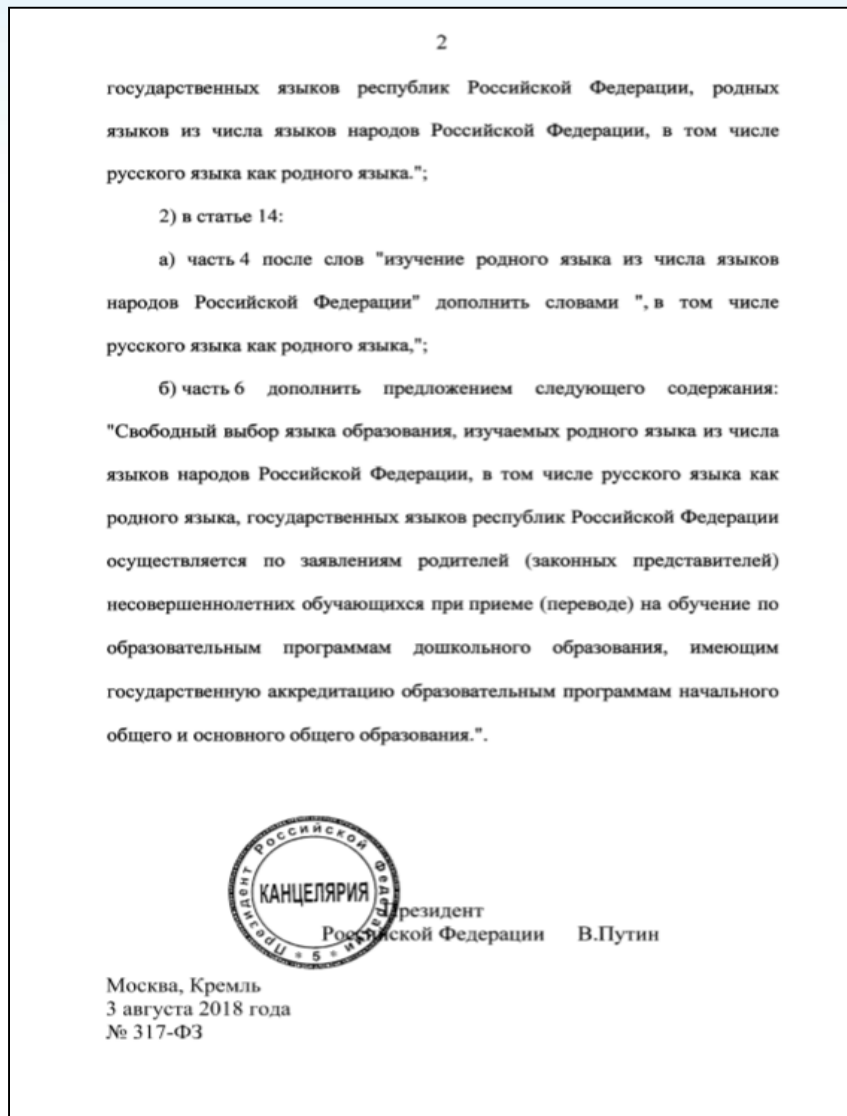 2
государственных языков республик Российской Федерации, родных
языков из числа языков народов Российской Федерации, в том числе
русского языка как родного языка.";
2) в статье 14:
а) часть 4 после слов "изучение родного языка из числа языков
народов Российской Федерации" дополнить словами ", в том числе
русского языка как родного языка,";
б) часть 6 дополнить предложением следующего содержания:
"Свободный выбор языка образования, изучаемых родного языка из числа
языков народов Российской Федерации, в том числе русского языка как
родного языка, государственных языков республик Российской Федерации
осуществляется по заявлениям родителей (законных представителей)
несовершеннолетних обучающихся при приеме (переводе) на обучение по
образовательным программам дошкольного образования, имеющим
государственную аккредитацию образовательным программам начального
общего и основного общего образования.".
Президент Российской Федерации
* 5 *
КАНЦЕЛЯРИЯ
Президент
Российской Федерации В.Путин
Москва, Кремль
3 августа 2018 года
№ 317-ФЗ